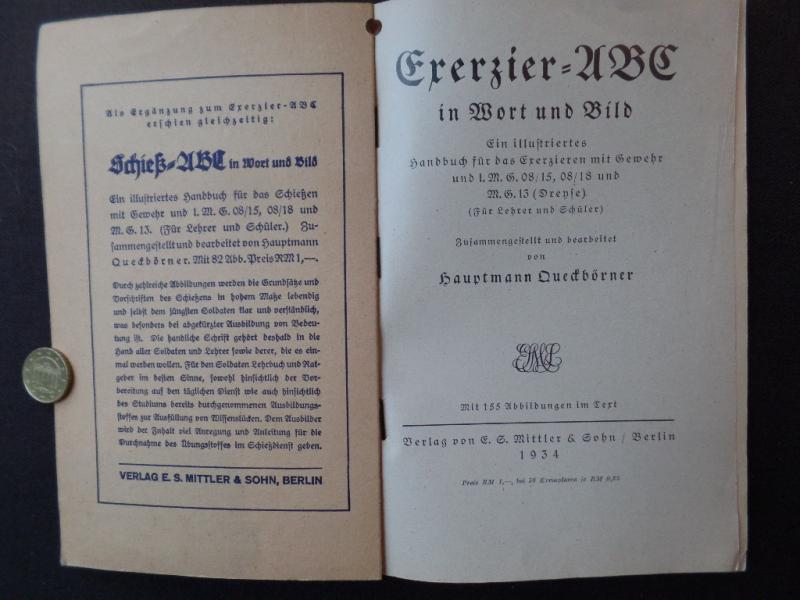 Als Ergänzung zum Exerzier-ABC
erschien gleichzeitig:
Schieß-ABC in Wort und Bild
Ein illustriertes Handbuch für das Schießen
mit Gewehr und l. M. G. 08/15, 08/18 und
M. G. 13. (Für Lehrer und Schüler.) Zu-
sammengestellt und bearbeitet von Hauptmann
Queckbörner. Mit 82 Abb. Preis RM 1,—.
Durch zahlreiche Abbildungen werden die Grundsätze und
Vorschriften des Schießens in hohem Maße lebendig
und selbst dem jüngsten Soldaten klar und verständlich,
was besonders bei abgekürzter Ausbildung von Bedeu-
tung ist. Die handliche Schrift gehört deshalb in die
Hand aller Soldaten und Lehrer sowie derer, die es ein-
mal werden wollen. Für den Soldaten Lehrbuch und Rat-
geber im besten Sinne, sowohl hinsichtlich der Vor-
bereitung auf den täglichen Dienst wie auch hinsichtlich
des Studiums bereits durchgenommenen Ausbildungs-
stoffes zur Ausfüllung von Wissenslücken. Dem Ausbilder
wird der Inhalt viel Anregung und Anleitung für die
Durchnahme des Übungsstoffes im Schießdienst geben.
VERLAG E. S. MITTLER & SOHN, BERLIN
Exerzier-ABC
in Wort und Bild
Ein illustriertes
Handbuch für das Exerzieren mit Gewehr
und l. M. G. 08/15, 08/18 und
M. G. 13 (Dreyse)
(Für Lehrer und Schüler)
Zusammengestellt und bearbeitet
von
Hauptmann Queckbörner
Mit 155 Abbildungen im Text
Verlag von E. S. Mittler & Sohn / Berlin
1934
Preis RM 1,—, bei 20 Exemplaren je RM 0,85